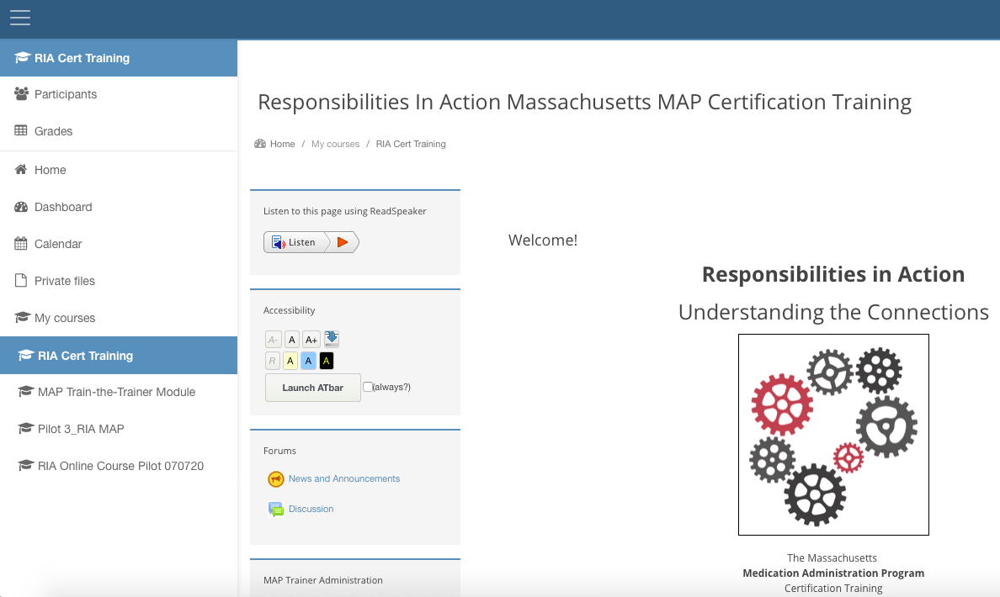 RIA Cert Training
Participants
Grades
Home
Dashboard
Calendar
Private files
My courses
RIA Cert Training
MAP Train-the-Trainer Module
Pilot 3_RIA MAP
RIA Online Course Pilot 070720
Responsibilities In Action Massachusetts MAP Certification Training
Home / My courses / RIA Cert Training
Listen to this page using ReadSpeaker
Listen
Accessibility
A- A A+
R A A A
Launch ATbar (always?)
Forums
News and Announcements
Discussion
MAP Trainer Administration
Welcome!
Responsibilities in Action
Understanding the Connections
The Massachusetts
Medication Administration Program
Certification Training